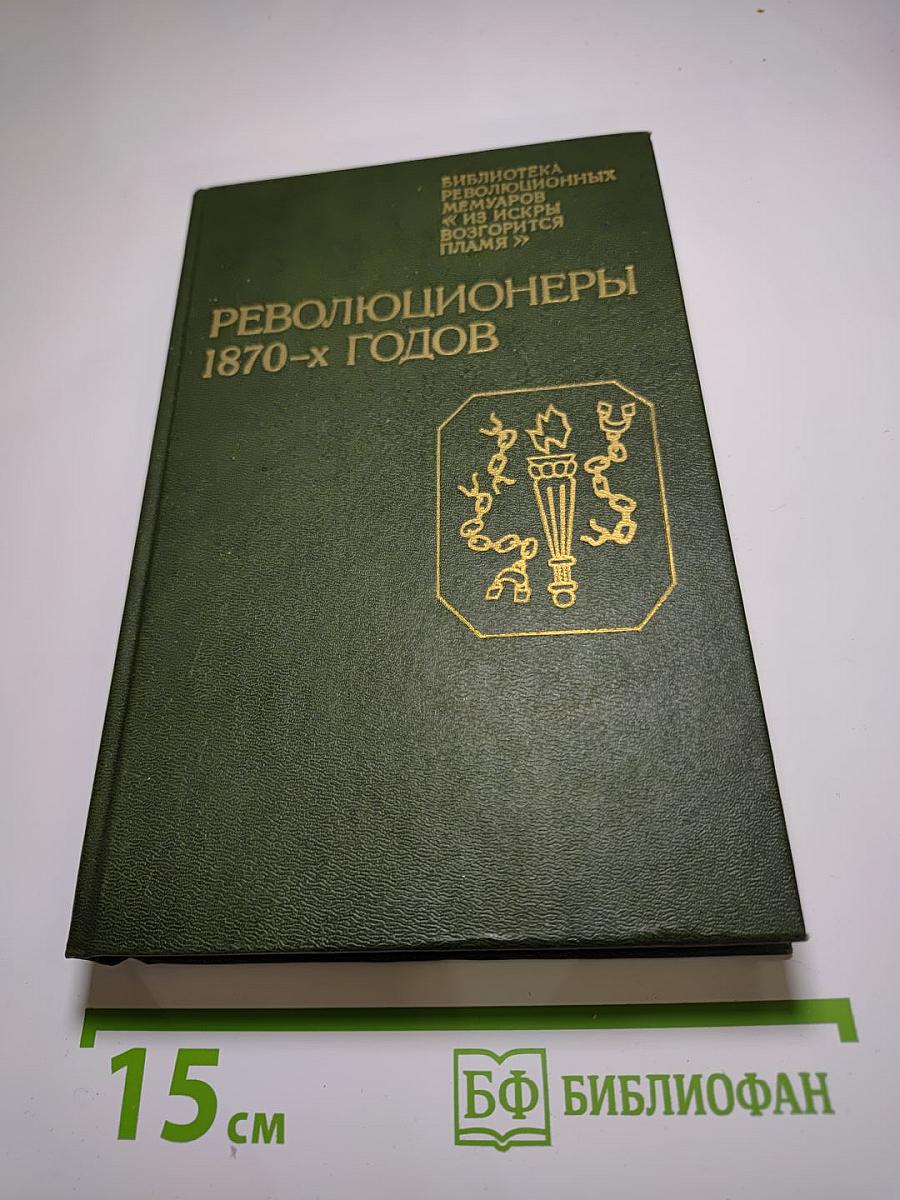 БИБЛИОТЕКА
РЕВОЛЮЦИОННЫХ
МЕМУАРОВ
« ИЗ ИСКРЫ
ВОЗГОРИТСЯ
ПЛАМЯ »
РЕВОЛЮЦИОНЕРЫ
1870-х ГОДОВ
15 см
БФ БИБЛИОФАН